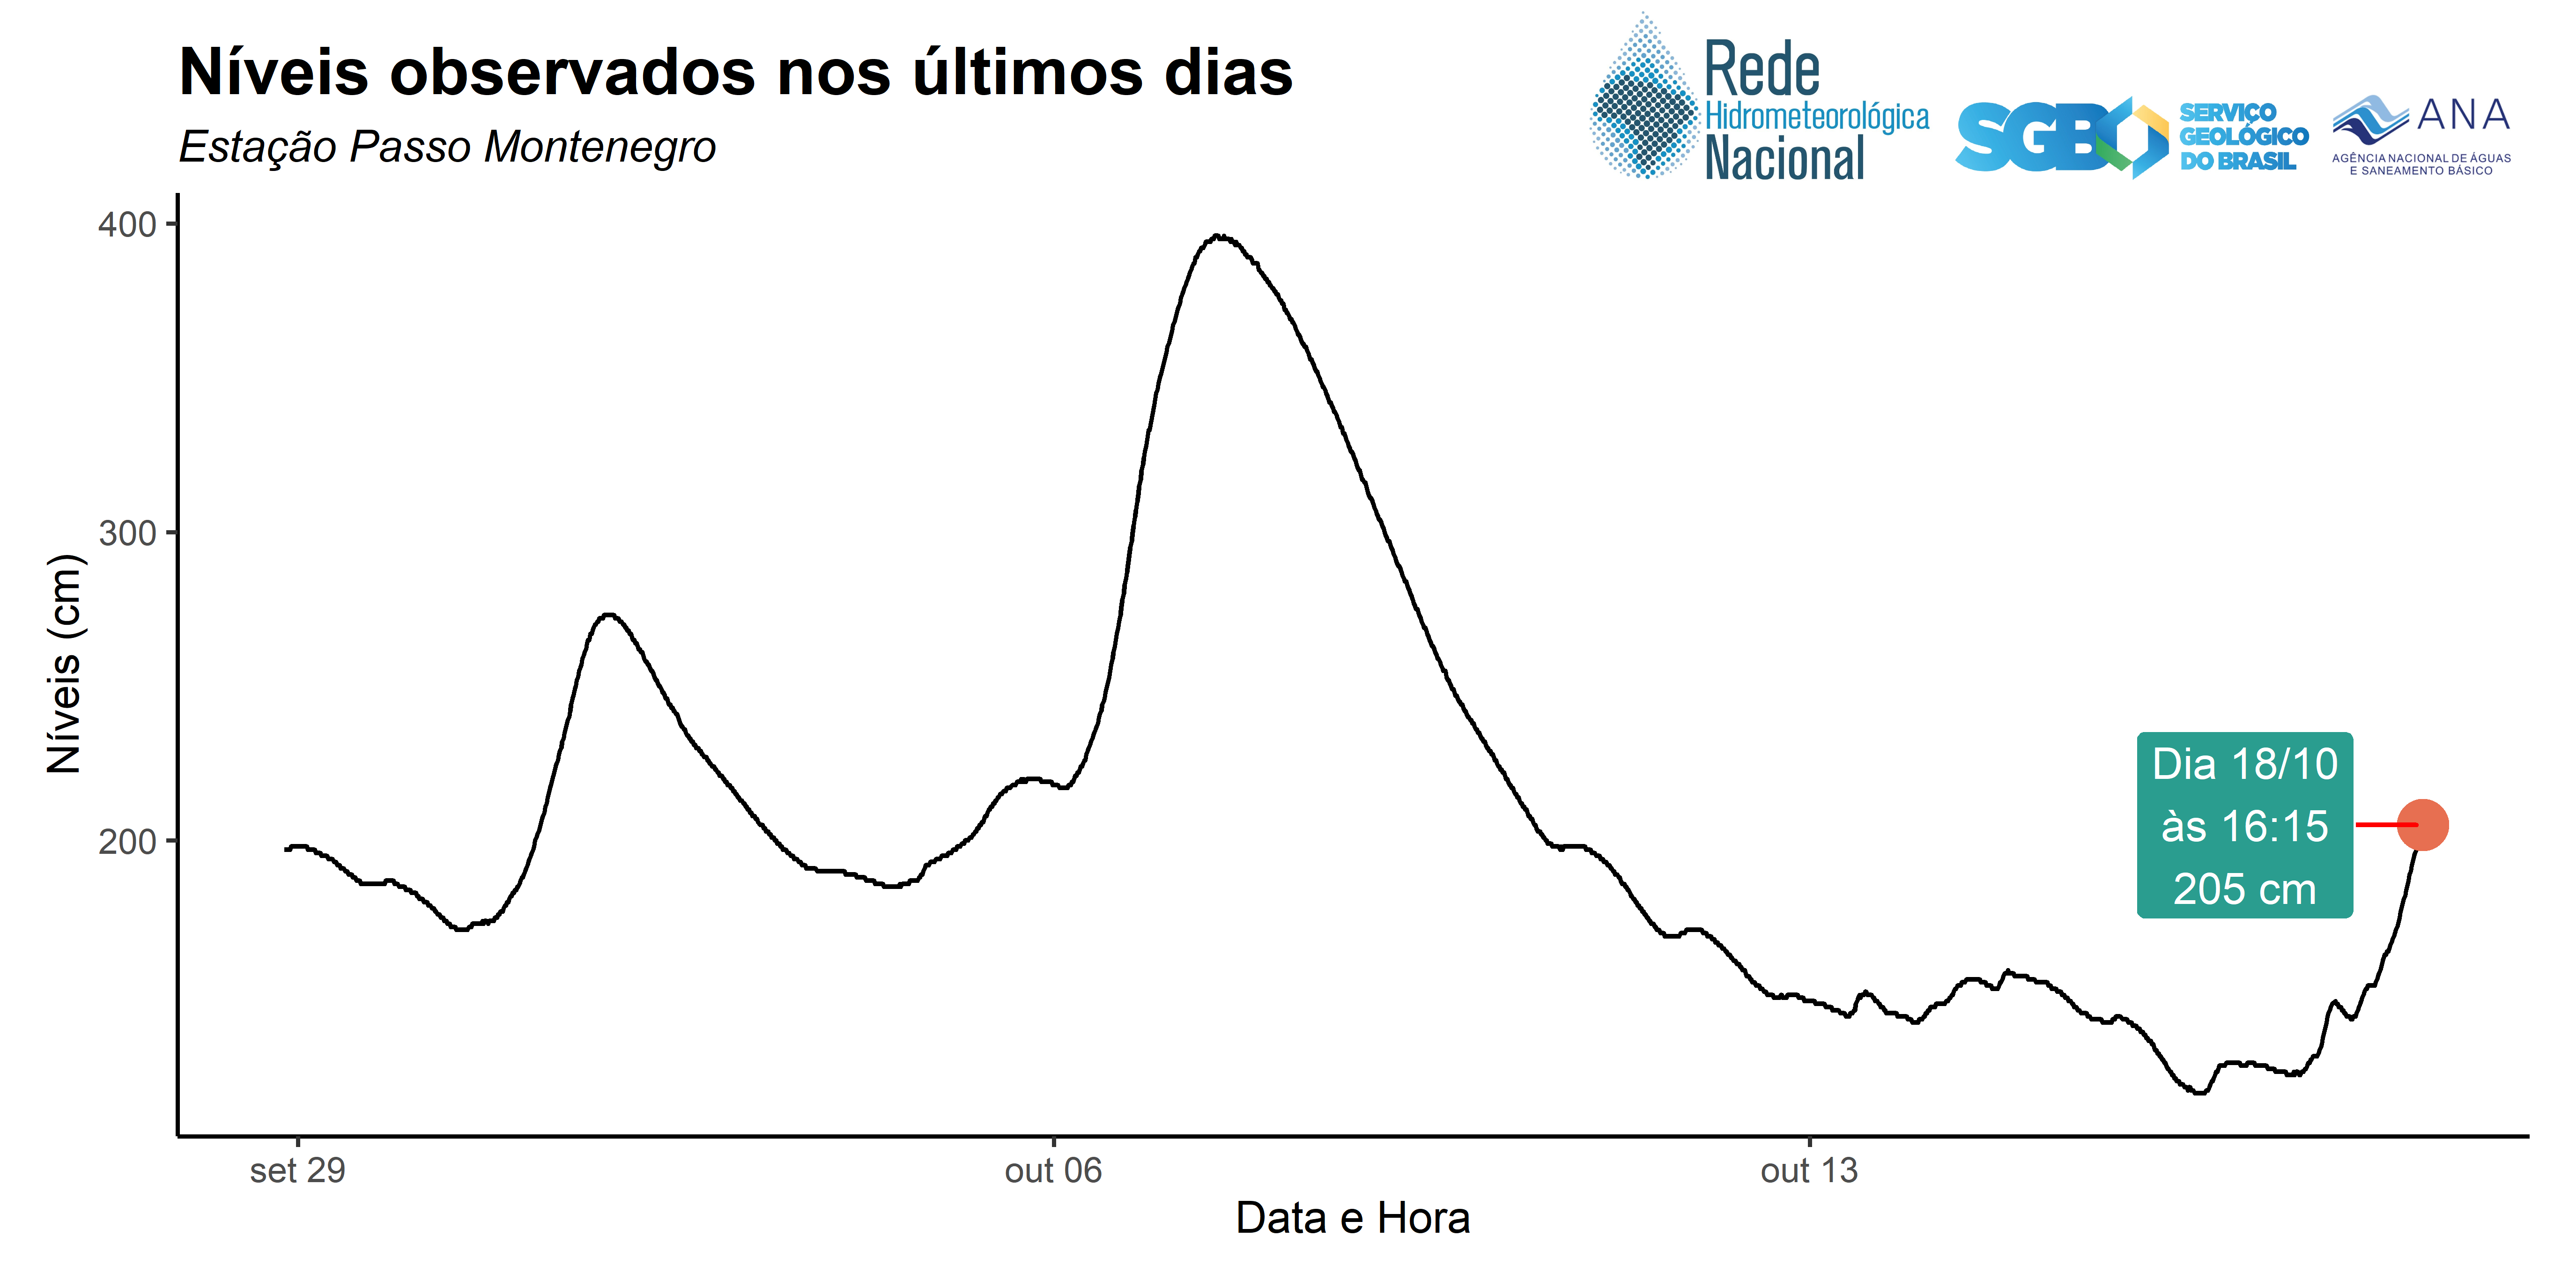 Níveis observados nos últimos dias
Estação Passo Montenegro
Rede
Hidrometeorológica
Nacional
SGB
SERVIÇO
GEOLÓGICO
DO BRASIL
ANA
AGÊNCIA NACIONAL DE ÁGUAS
E SANEAMENTO BÁSICO
400
300
200
Níveis (cm)
Dia 18/10
às 16:15
205 cm
set 29
out 06
out 13
Data e Hora